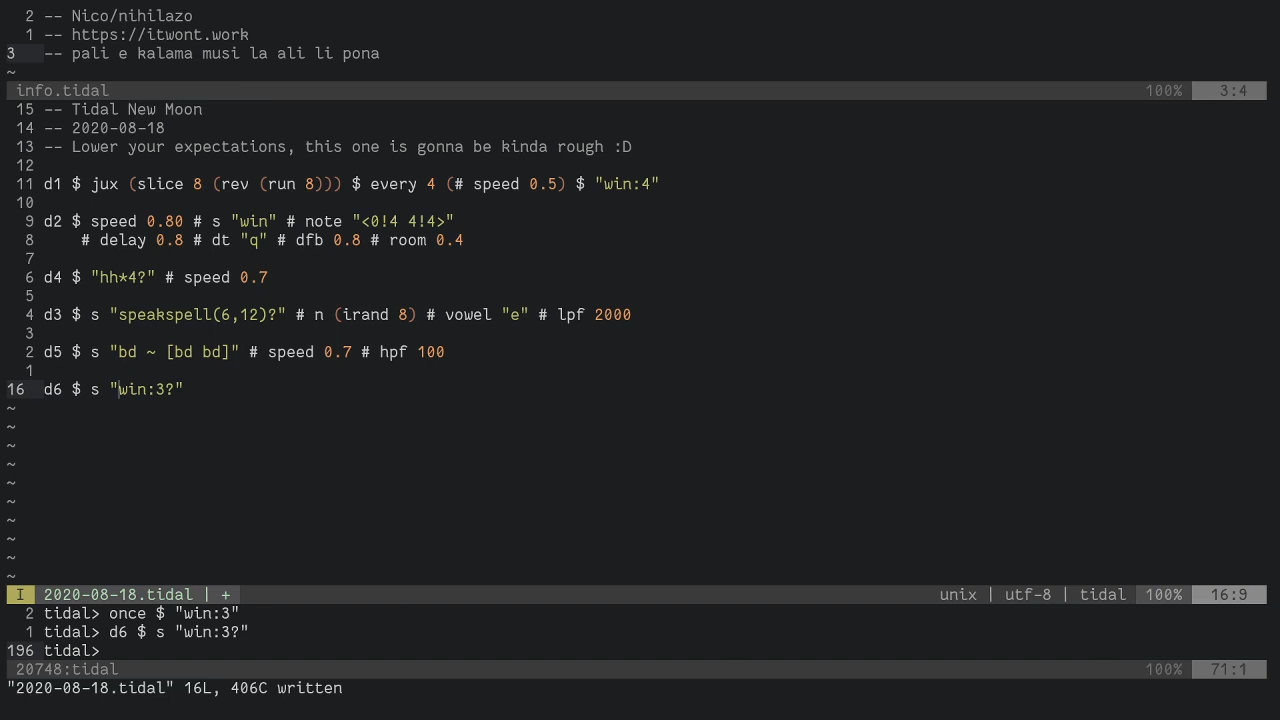 2 -- Nico/nihilazo
1 -- https://itwont.work
3 -- pali e kalama musi la ali li pona
~
info.tidal 100% 3:4
15 -- Tidal New Moon
14 -- 2020-08-18
13 -- Lower your expectations, this one is gonna be kinda rough :D
12
11 d1 $ jux (slice 8 (rev (run 8))) $ every 4 (# speed 0.5) $ "win:4"
10
9 d2 $ speed 0.80 # s "win" # note "<0!4 4!4>"
8 # delay 0.8 # dt "q" # dfb 0.8 # room 0.4
7
6 d4 $ "hh*4?" # speed 0.7
5
4 d3 $ s "speakspell(6,12)?" # n (irand 8) # vowel "e" # lpf 2000
3
2 d5 $ s "bd ~ [bd bd]" # speed 0.7 # hpf 100
1
16 d6 $ s "win:3?"
~
~
~
~
~
~
~
~
~
~
I 2020-08-18.tidal | + unix | utf-8 | tidal 100% 16:9
2 tidal> once $ "win:3"
1 tidal> d6 $ s "win:3?"
196 tidal>
20748:tidal 100% 71:1
"2020-08-18.tidal" 16L, 406C written